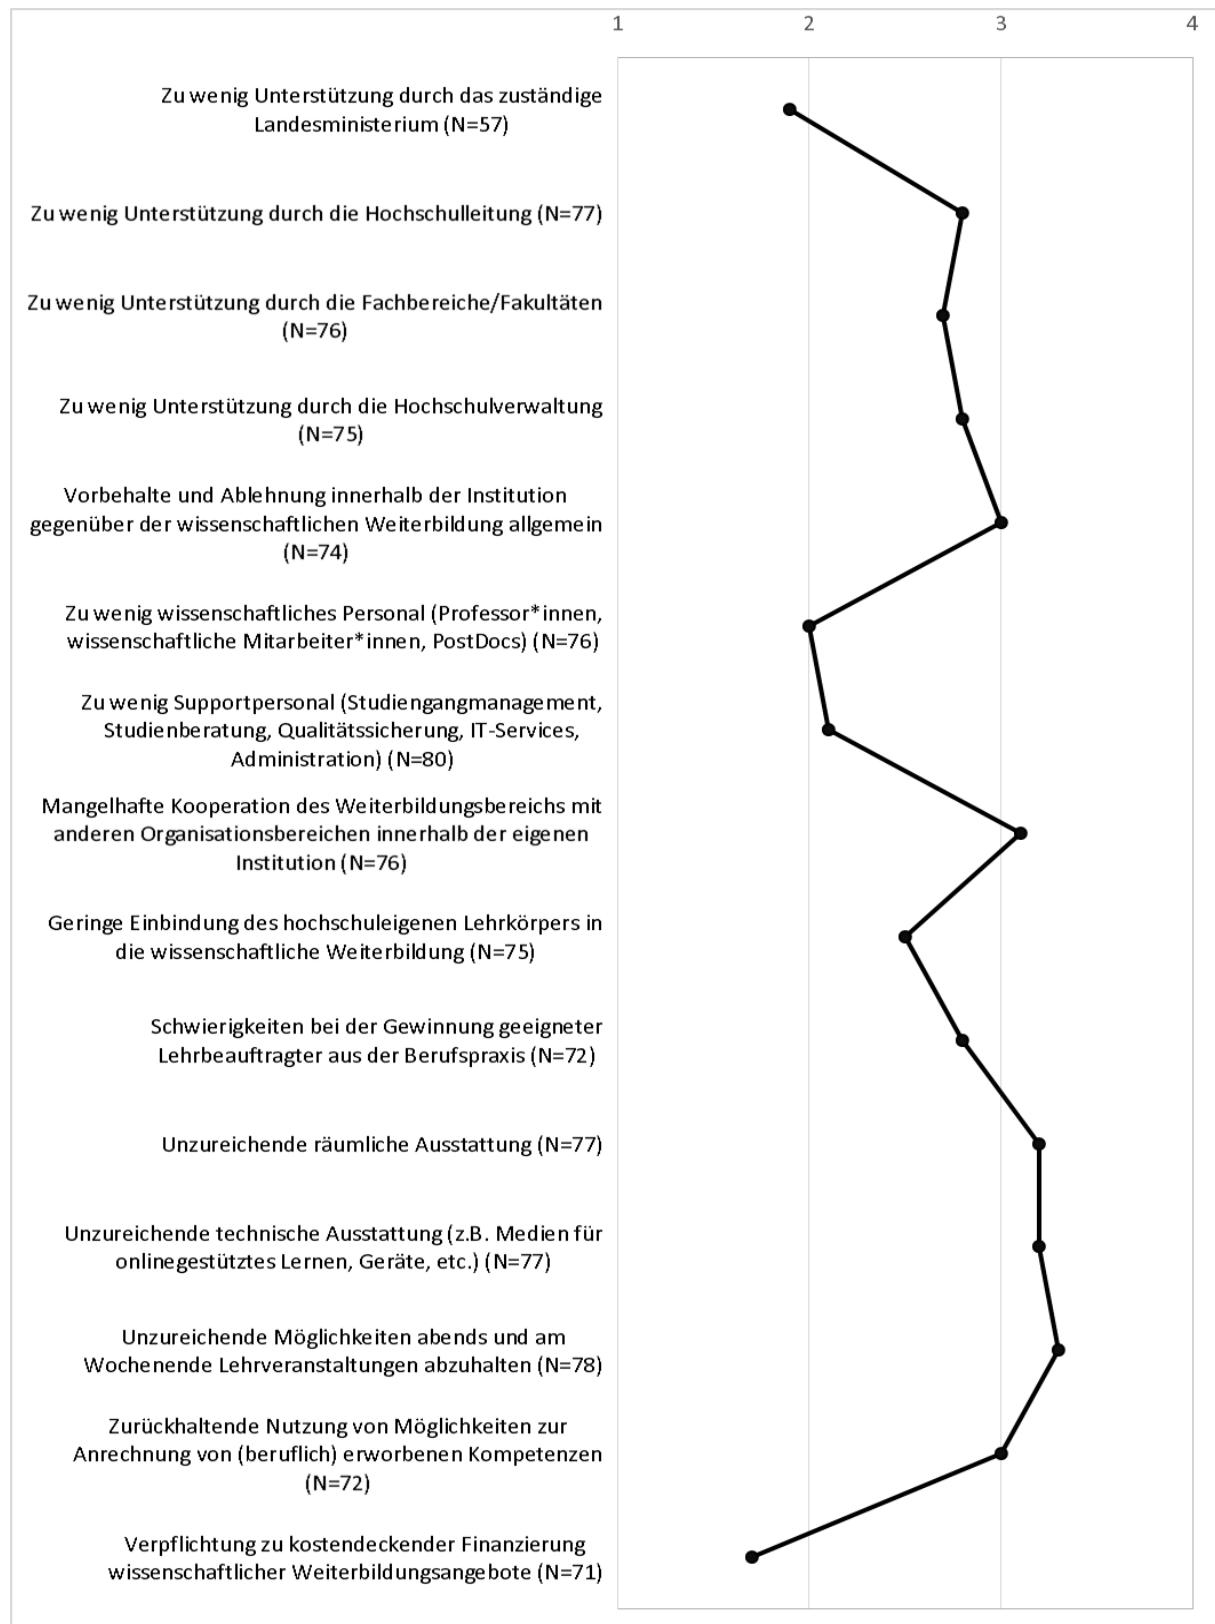 1 2 3 4
Zu wenig Unterstützung durch das zuständige
Landesministerium (N=57)
Zu wenig Unterstützung durch die Hochschulleitung (N=77)
Zu wenig Unterstützung durch die Fachbereiche/Fakultäten
(N=76)
Zu wenig Unterstützung durch die Hochschulverwaltung
(N=75)
Vorbehalte und Ablehnung innerhalb der Institution
gegenüber der wissenschaftlichen Weiterbildung allgemein
(N=74)
Zu wenig wissenschaftliches Personal (Professor*innen,
wissenschaftliche Mitarbeiter*innen, PostDocs) (N=76)
Zu wenig Supportpersonal (Studiengangmanagement,
Studienberatung, Qualitätssicherung, IT-Services,
Administration) (N=80)
Mangelhafte Kooperation des Weiterbildungsbereichs mit
anderen Organisationsbereichen innerhalb der eigenen
Institution (N=76)
Geringe Einbindung des hochschuleigenen Lehrkörpers in
die wissenschaftliche Weiterbildung (N=75)
Schwierigkeiten bei der Gewinnung geeigneter
Lehrbeauftragter aus der Berufspraxis (N=72)
Unzureichende räumliche Ausstattung (N=77)
Unzureichende technische Ausstattung (z.B. Medien für
onlinegestütztes Lernen, Geräte, etc.) (N=77)
Unzureichende Möglichkeiten abends und am
Wochenende Lehrveranstaltungen abzuhalten (N=78)
Zurückhaltende Nutzung von Möglichkeiten zur
Anrechnung von (beruflich) erworbenen Kompetenzen
(N=72)
Verpflichtung zu kostendeckender Finanzierung
wissenschaftlicher Weiterbildungsangebote (N=71)